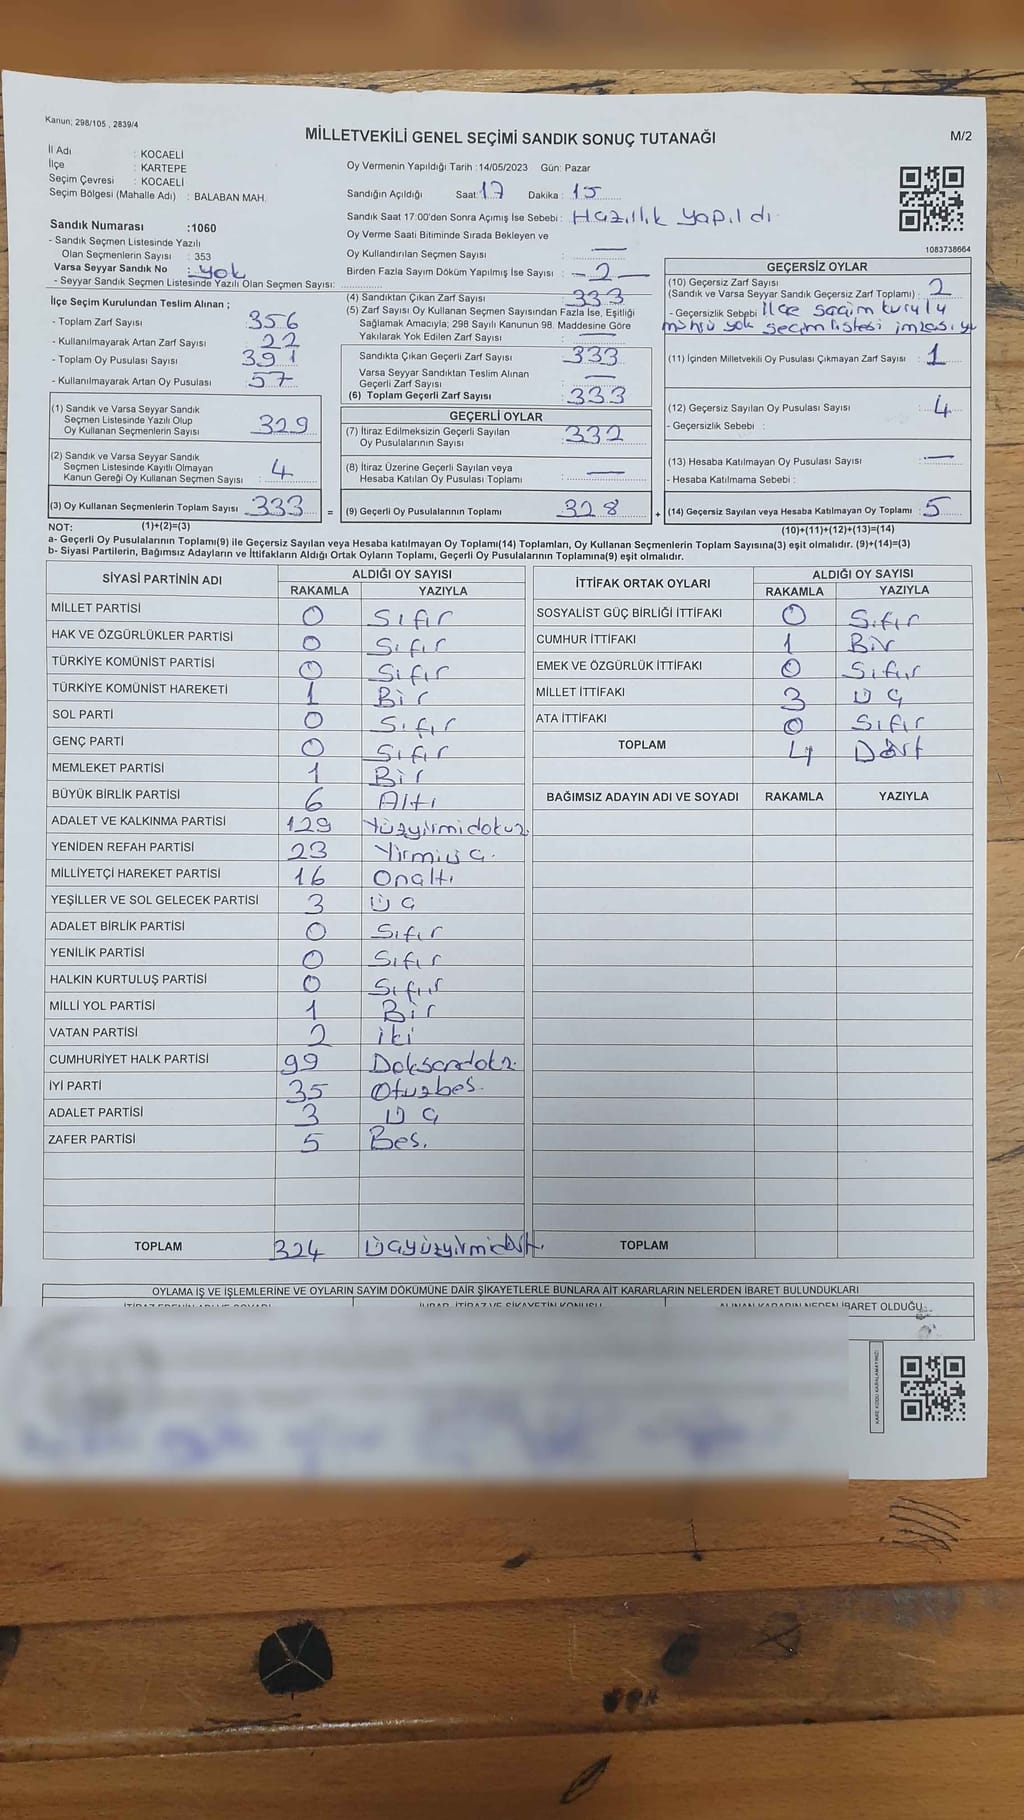 Kanun; 298/105 , 2839/4
MİLLETVEKİLİ GENEL SEÇİMİ SANDIK SONUÇ TUTANAĞI
M/2
İl Adı : KOCAELİ
İlçe : KARTEPE
Seçim Çevresi : KOCAELİ
Seçim Bölgesi (Mahalle Adı) : BALABAN MAH.
Oy Vermenin Yapıldığı Tarih :14/05/2023 Gün: Pazar
Sandığın Açıldığı Saat: 17 Dakika : 15
Sandık Saat 17:00'den Sonra Açımış İse Sebebi : Hazıllık yapıldı
Oy Verme Saati Bitiminde Sırada Bekleyen ve
Oy Kullandırılan Seçmen Sayısı : —
Birden Fazla Sayım Döküm Yapılmış İse Sayısı : – 2 —
1083738664
Sandık Numarası :1060
- Sandık Seçmen Listesinde Yazılı
Olan Seçmenlerin Sayısı : 353
Varsa Seyyar Sandık No : yok
- Seyyar Sandık Seçmen Listesinde Yazılı Olan Seçmen Sayısı:
İlçe Seçim Kurulundan Teslim Alınan ;
- Toplam Zarf Sayısı : 356
- Kullanılmayarak Artan Zarf Sayısı : 22
- Toplam Oy Pusulası Sayısı : 391
- Kullanılmayarak Artan Oy Pusulası : 57
(1) Sandık ve Varsa Seyyar Sandık
Seçmen Listesinde Yazılı Olup
Oy Kullanan Seçmenlerin Sayısı : 329
(2) Sandık ve Varsa Seyyar Sandık
Seçmen Listesinde Kayıtlı Olmayan
Kanun Gereği Oy Kullanan Seçmen Sayısı : 4
(3) Oy Kullanan Seçmenlerin Toplam Sayısı : 333 =
(4) Sandıktan Çıkan Zarf Sayısı : 333
(5) Zarf Sayısı Oy Kullanan Seçmen Sayısından Fazla İse, Eşitliği
Sağlamak Amacıyla; 298 Sayılı Kanunun 98. Maddesine Göre
Yakılarak Yok Edilen Zarf Sayısı : —
Sandıkta Çıkan Geçerli Zarf Sayısı : 333
Varsa Seyyar Sandıktan Teslim Alınan
Geçerli Zarf Sayısı : —
(6) Toplam Geçerli Zarf Sayısı : 333
GEÇERLİ OYLAR
(7) İtiraz Edilmeksizin Geçerli Sayılan
Oy Pusulalarının Sayısı : 332
(8) İtiraz Üzerine Geçerli Sayılan veya
Hesaba Katılan Oy Pusulası Toplamı : —
(9) Geçerli Oy Pusulalarının Toplamı : 328 +
GEÇERSİZ OYLAR
(10) Geçersiz Zarf Sayısı
(Sandık ve Varsa Seyyar Sandık Geçersiz Zarf Toplamı) : 2
- Geçersizlik Sebebi : İlçe seçim kurulu
mührü yok seçim listesi imzası
(11) İçinden Milletvekili Oy Pusulası Çıkmayan Zarf Sayısı : 1
(12) Geçersiz Sayılan Oy Pusulası Sayısı : 4
- Geçersizlik Sebebi :
(13) Hesaba Katılmayan Oy Pusulası Sayısı : —
- Hesaba Katılmama Sebebi :
(14) Geçersiz Sayılan veya Hesaba Katılmayan Oy Toplamı : 5
NOT: (1)+(2)=(3)
(10)+(11)+(12)+(13)=(14)
a- Geçerli Oy Pusulalarının Toplamı(9) ile Geçersiz Sayılan veya Hesaba katılmayan Oy Toplamı(14) Toplamları, Oy Kullanan Seçmenlerin Toplam Sayısına(3) eşit olmalıdır. (9)+(14)=(3)
b- Siyasi Partilerin, Bağımsız Adayların ve İttifakların Aldığı Ortak Oyların Toplamı, Geçerli Oy Pusulalarının Toplamına(9) eşit olmalıdır.
SİYASİ PARTİNİN ADI ALDIĞI OY SAYISI
RAKAMLA YAZIYLA
MİLLET PARTİSİ 0 Sıfır
HAK VE ÖZGÜRLÜKLER PARTİSİ 0 Sıfır
TÜRKİYE KOMÜNİST PARTİSİ 0 Sıfır
TÜRKİYE KOMÜNİST HAREKETİ 1 Bir
SOL PARTİ 0 Sıfır
GENÇ PARTİ 0 Sıfır
MEMLEKET PARTİSİ 1 Bir
BÜYÜK BİRLİK PARTİSİ 6 Altı
ADALET VE KALKINMA PARTİSİ 129 Yüzyirmidokuz
YENİDEN REFAH PARTİSİ 23 Yirmiüç.
MİLLİYETÇİ HAREKET PARTİSİ 16 Onaltı
YEŞİLLER VE SOL GELECEK PARTİSİ 3 Üç
ADALET BİRLİK PARTİSİ 0 Sıfır
YENİLİK PARTİSİ 0 Sıfır
HALKIN KURTULUŞ PARTİSİ 0 Sıfır
MİLLİ YOL PARTİSİ 1 Bir
VATAN PARTİSİ 2 iki
CUMHURİYET HALK PARTİSİ 99 Doksandokz.
İYİ PARTİ 35 Otuzbeş.
ADALET PARTİSİ 3 Üç
ZAFER PARTİSİ 5 Beş.
TOPLAM 324 Üçyüzyirmidört.
İTTİFAK ORTAK OYLARI ALDIĞI OY SAYISI
RAKAMLA YAZIYLA
SOSYALİST GÜÇ BİRLİĞİ İTTİFAKI 0 Sıfır
CUMHUR İTTİFAKI 1 Bir
EMEK VE ÖZGÜRLÜK İTTİFAKI 0 Sıfır
MİLLET İTTİFAKI 3 Üç
ATA İTTİFAKI 0 Sıfır
TOPLAM 4 Dört
BAĞIMSIZ ADAYIN ADI VE SOYADI RAKAMLA YAZIYLA
TOPLAM
OYLAMA İŞ VE İŞLEMLERİNE VE OYLARIN SAYIM DÖKÜMÜNE DAİR ŞİKAYETLERLE BUNLARA AİT KARARLARIN NELERDEN İBARET BULUNDUKLARI
İTİRAZ EDENİN ADI VE SOYADI İHBAR, İTİRAZ VE ŞİKAYETİN KONUSU ALINAN KARARIN NEDEN İBARET OLDUĞU
KARE KODU KARALAMAYINIZ!